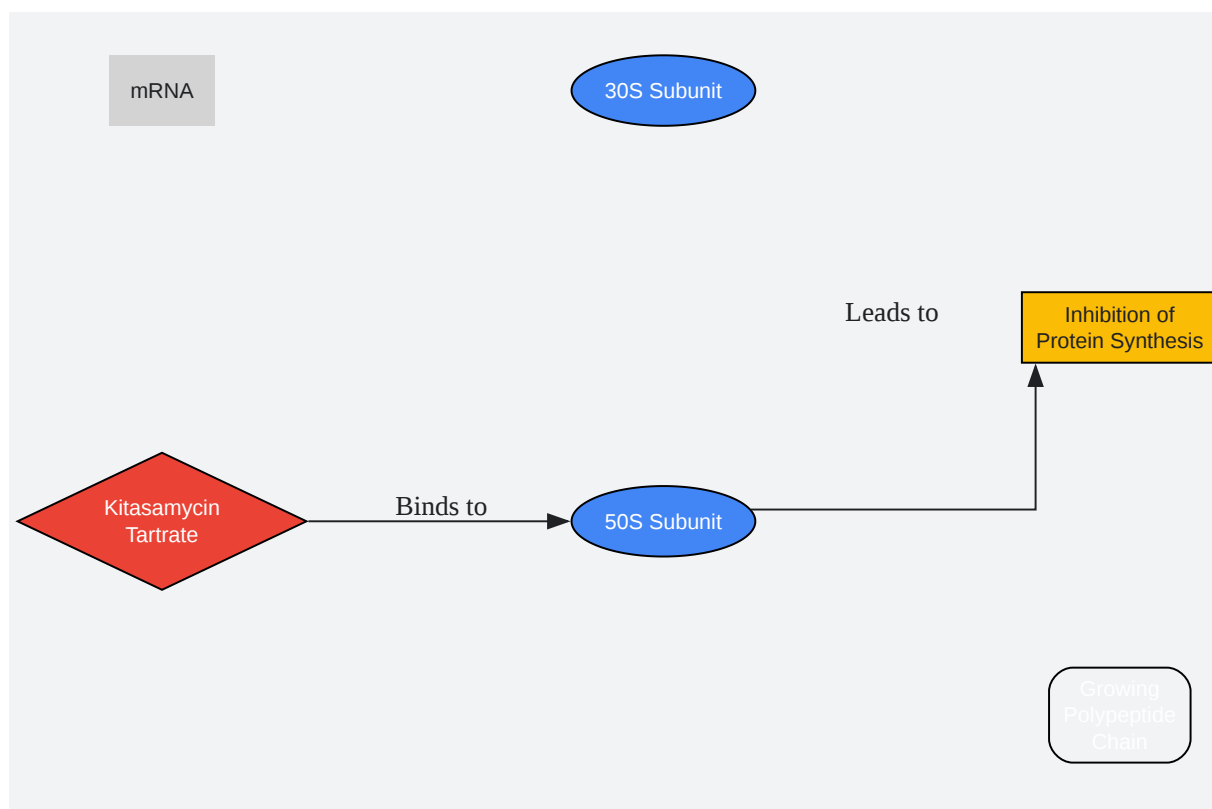 mRNA
30S Subunit
Leads to
Inhibition of
Protein Synthesis
Kitasamycin
Tartrate
Binds to
50S Subunit
Growing
Polypeptide
Chain